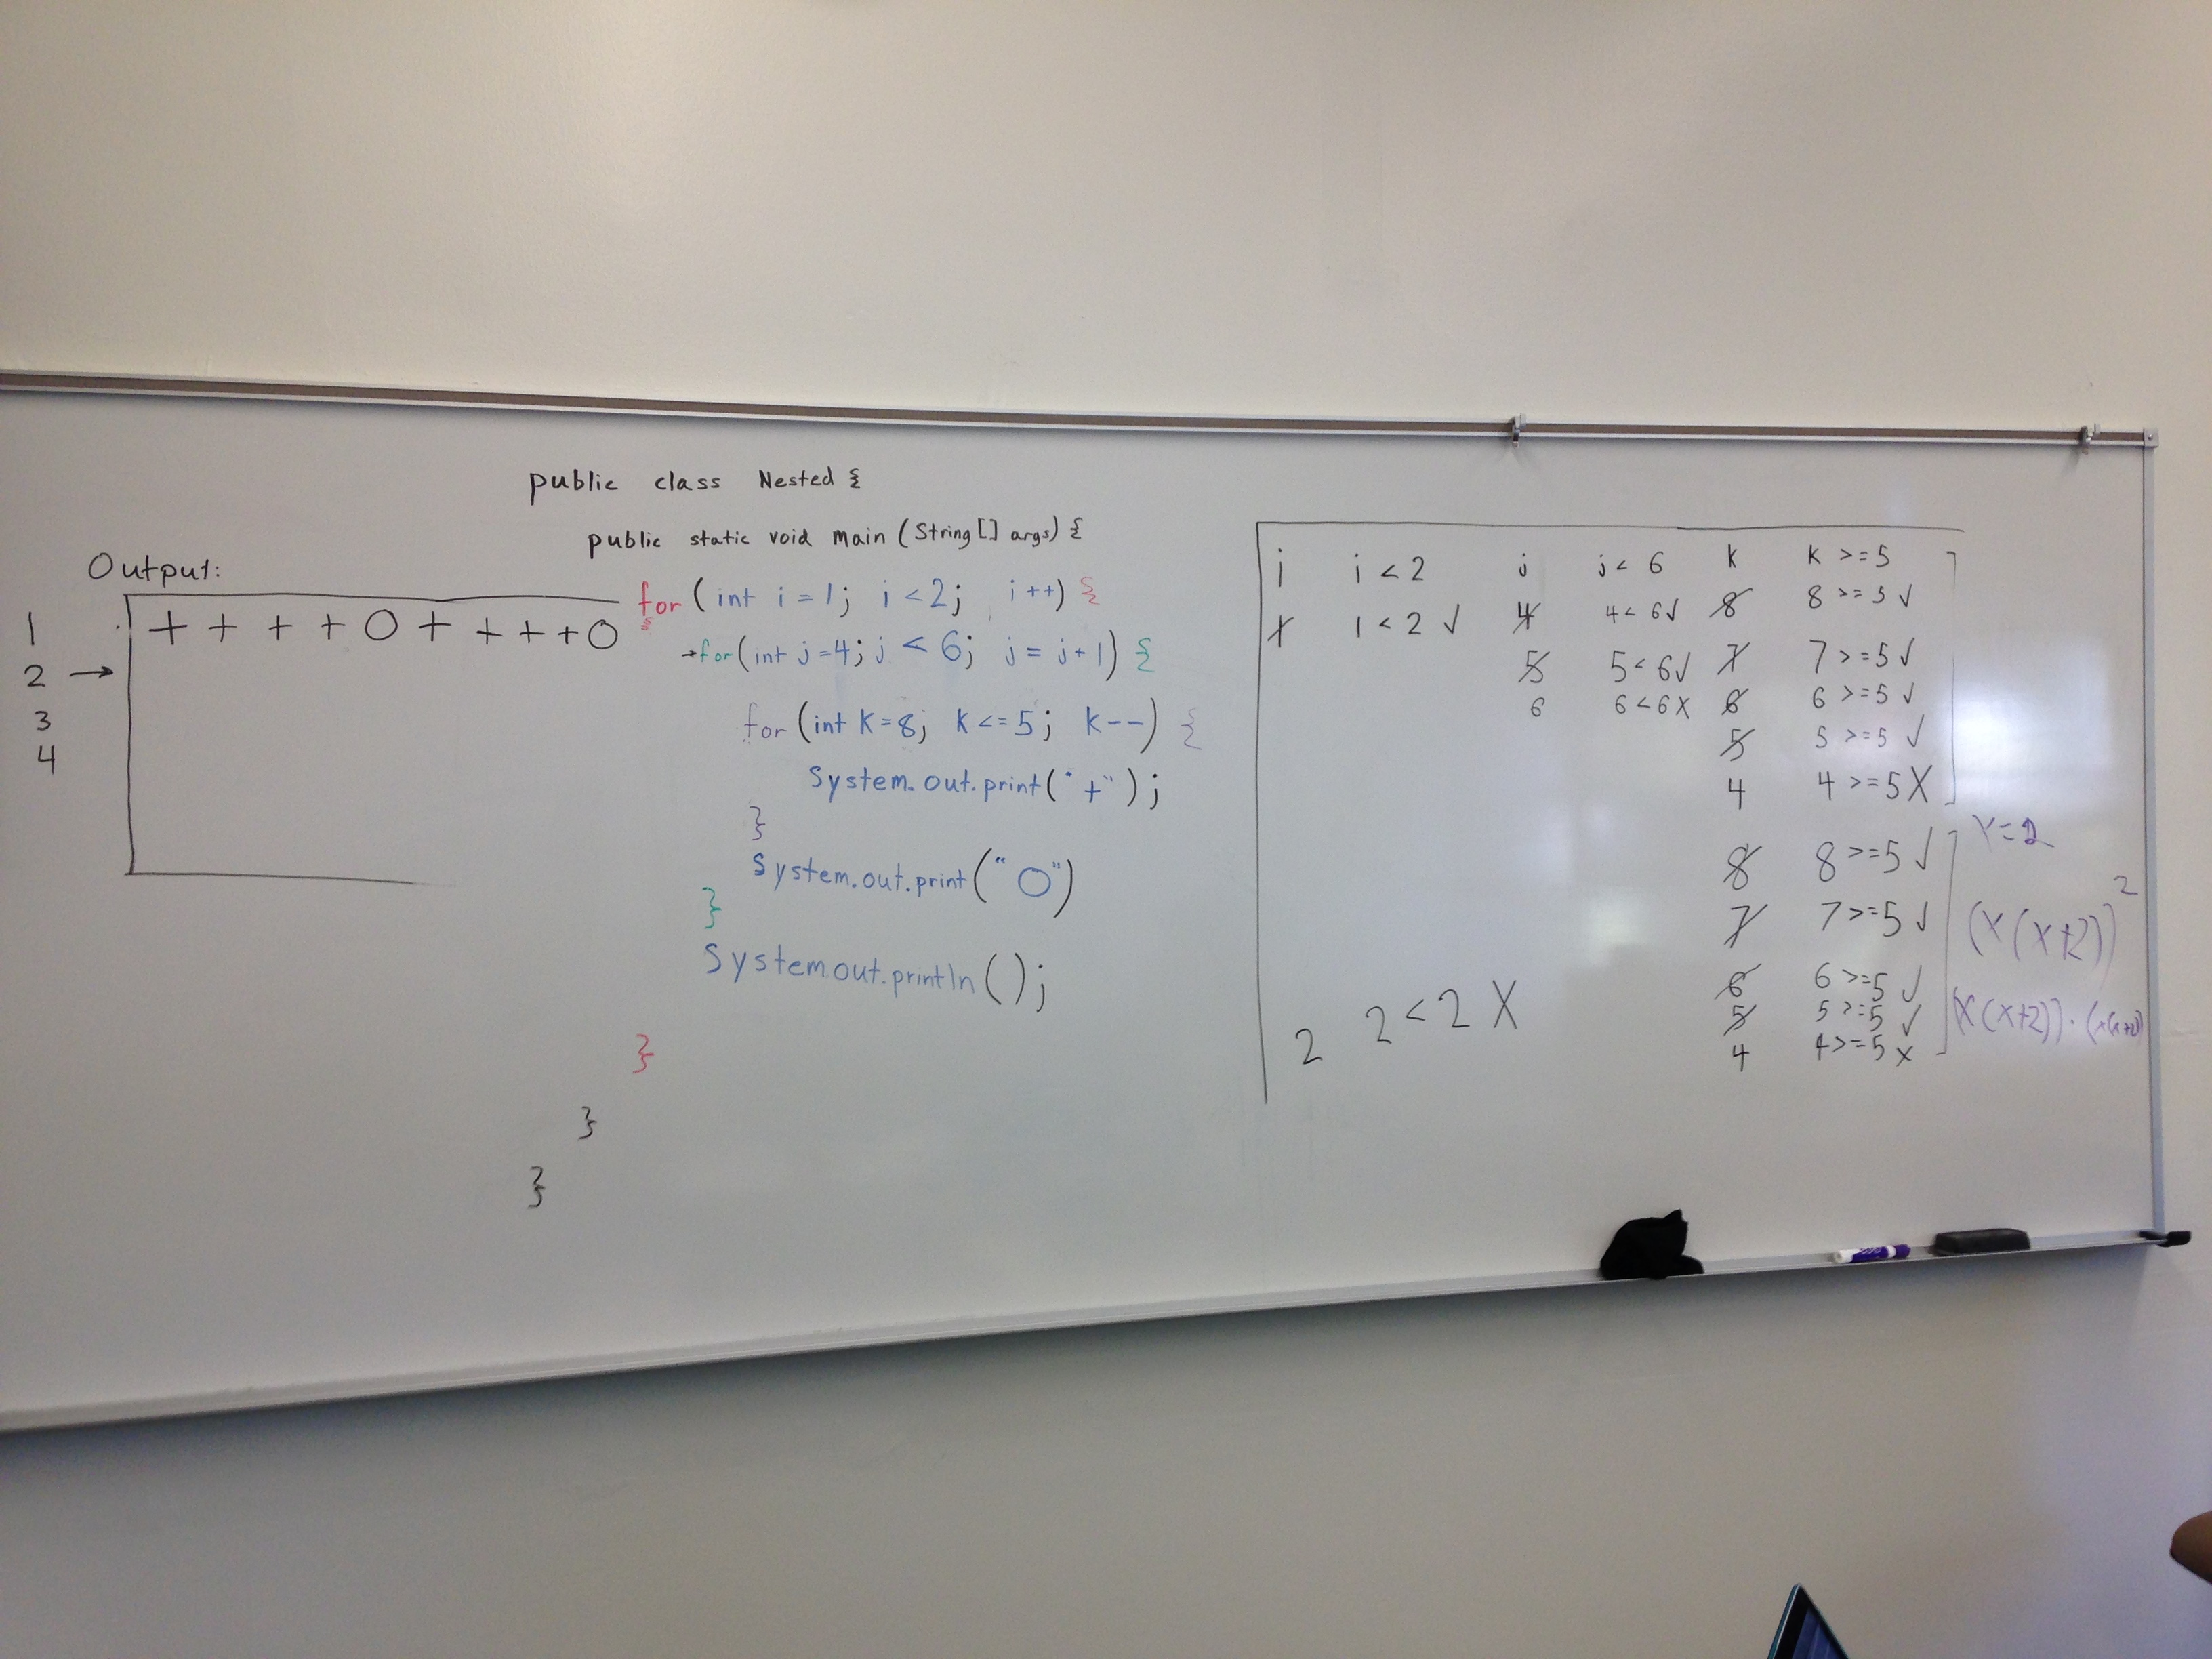 public class Nested {
public static void main (String [] args) {
Output:
1 + + + + O + + + + O
2 →
3
4
for (int i = 1; i < 2; i ++) {
→ for (int j = 4; j < 6; j = j + 1) {
for (int k = 8; k <= 5; k--) {
System.out.print("+");
}
System.out.print("O")
}
System.out.println();
}
}
}
i i < 2 j j < 6 k k >= 5
1 1 < 2 ✓ 4 4 < 6 ✓ 8 8 >= 5 ✓
5 5 < 6 ✓ 7 7 >= 5 ✓
6 6 < 6 X 6 6 >= 5 ✓
5 5 >= 5 ✓
4 4 >= 5 X
8 8 >= 5 ✓
7 7 >= 5 ✓
6 6 >= 5 ✓
5 5 >= 5 ✓
2 2 < 2 X 4 4 >= 5 X
X = 2
(X (X+2))²
(X (X+2)) · (X(X+2))